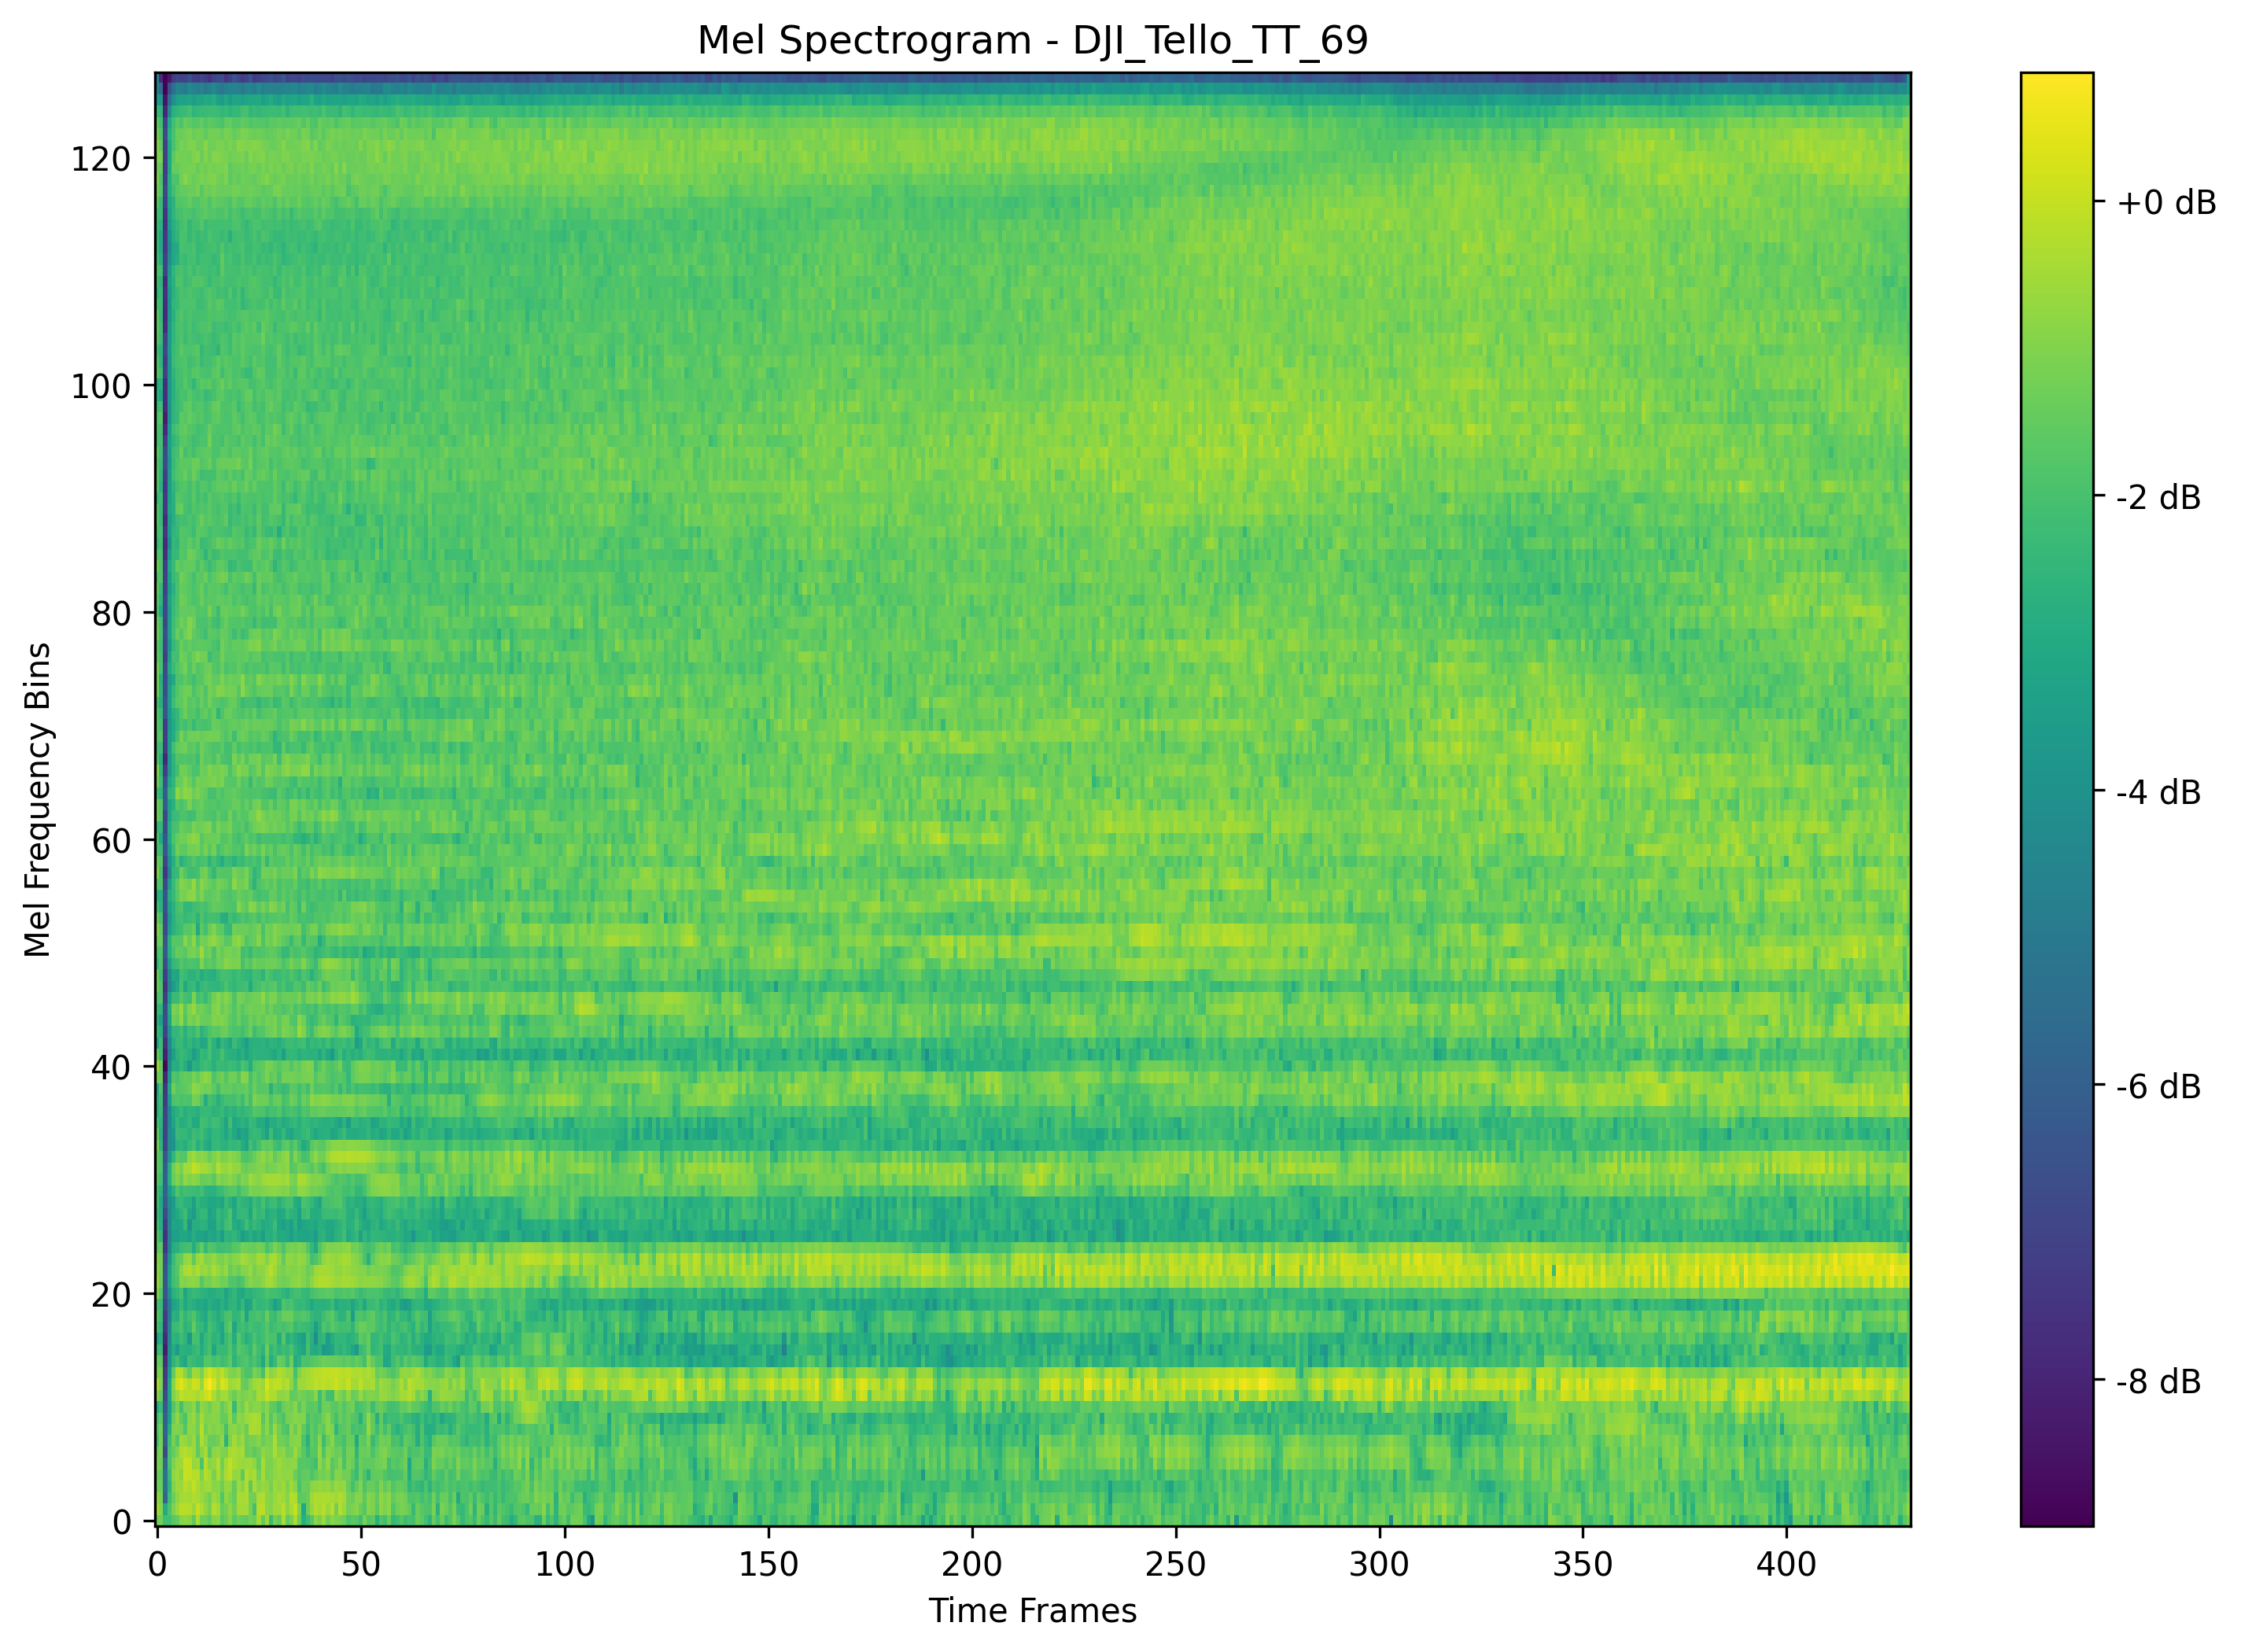 Mel Spectrogram - DJI_Tello_TT_69
120
100
80
60
40
20
0
Mel Frequency Bins
0 50 100 150 200 250 300 350 400
Time Frames
+0 dB
-2 dB
-4 dB
-6 dB
-8 dB